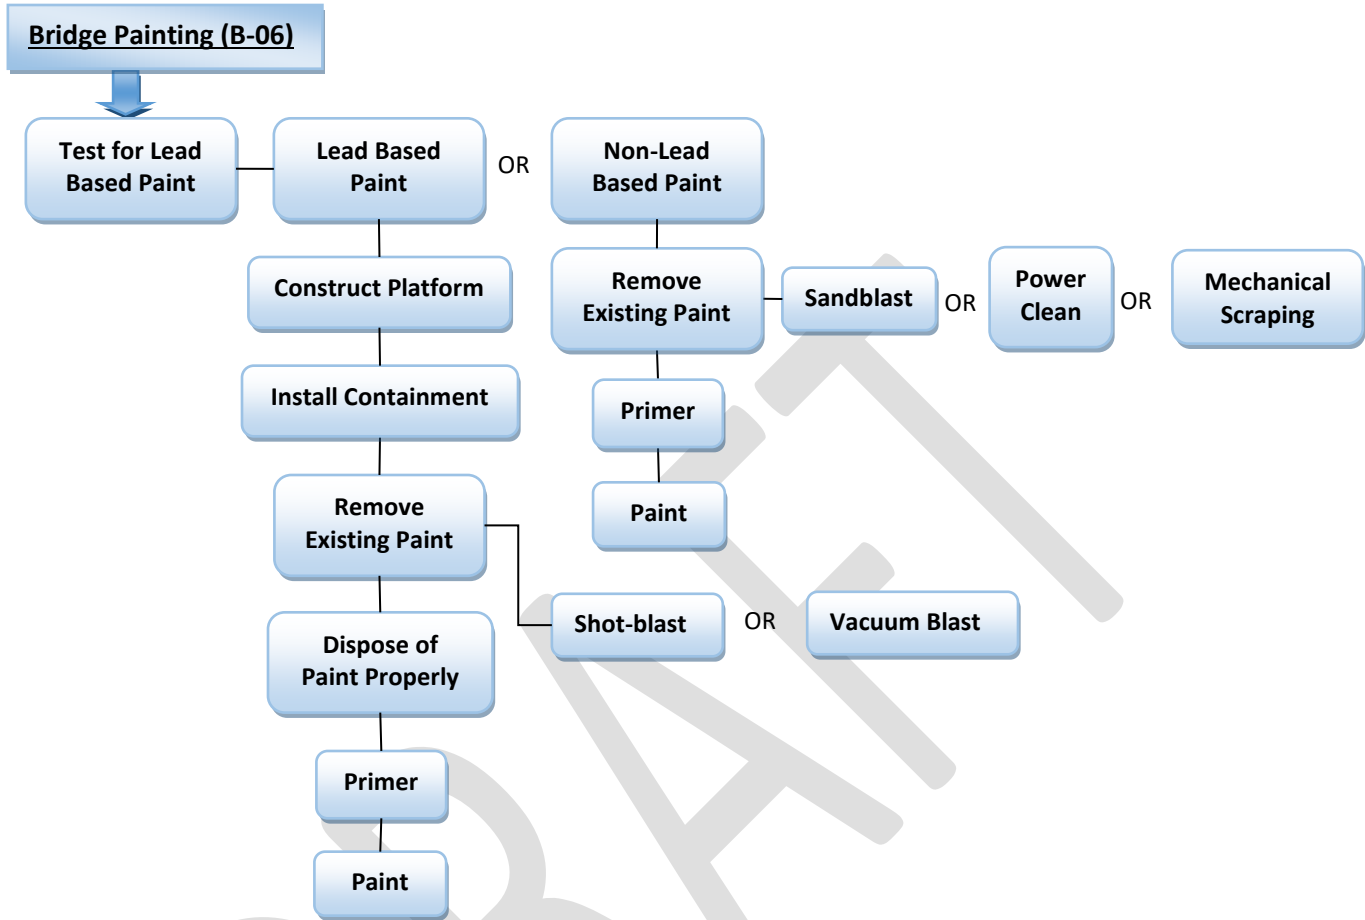 Bridge Painting (B-06)
Test for Lead
Based Paint
Lead Based
Paint
OR
Non-Lead
Based Paint
Construct Platform
Remove
Existing Paint
Sandblast
OR
Power
Clean
OR
Mechanical
Scraping
Install Containment
Primer
Remove
Existing Paint
Paint
Shot-blast
OR
Vacuum Blast
Dispose of
Paint Properly
Primer
Paint
DRAFT